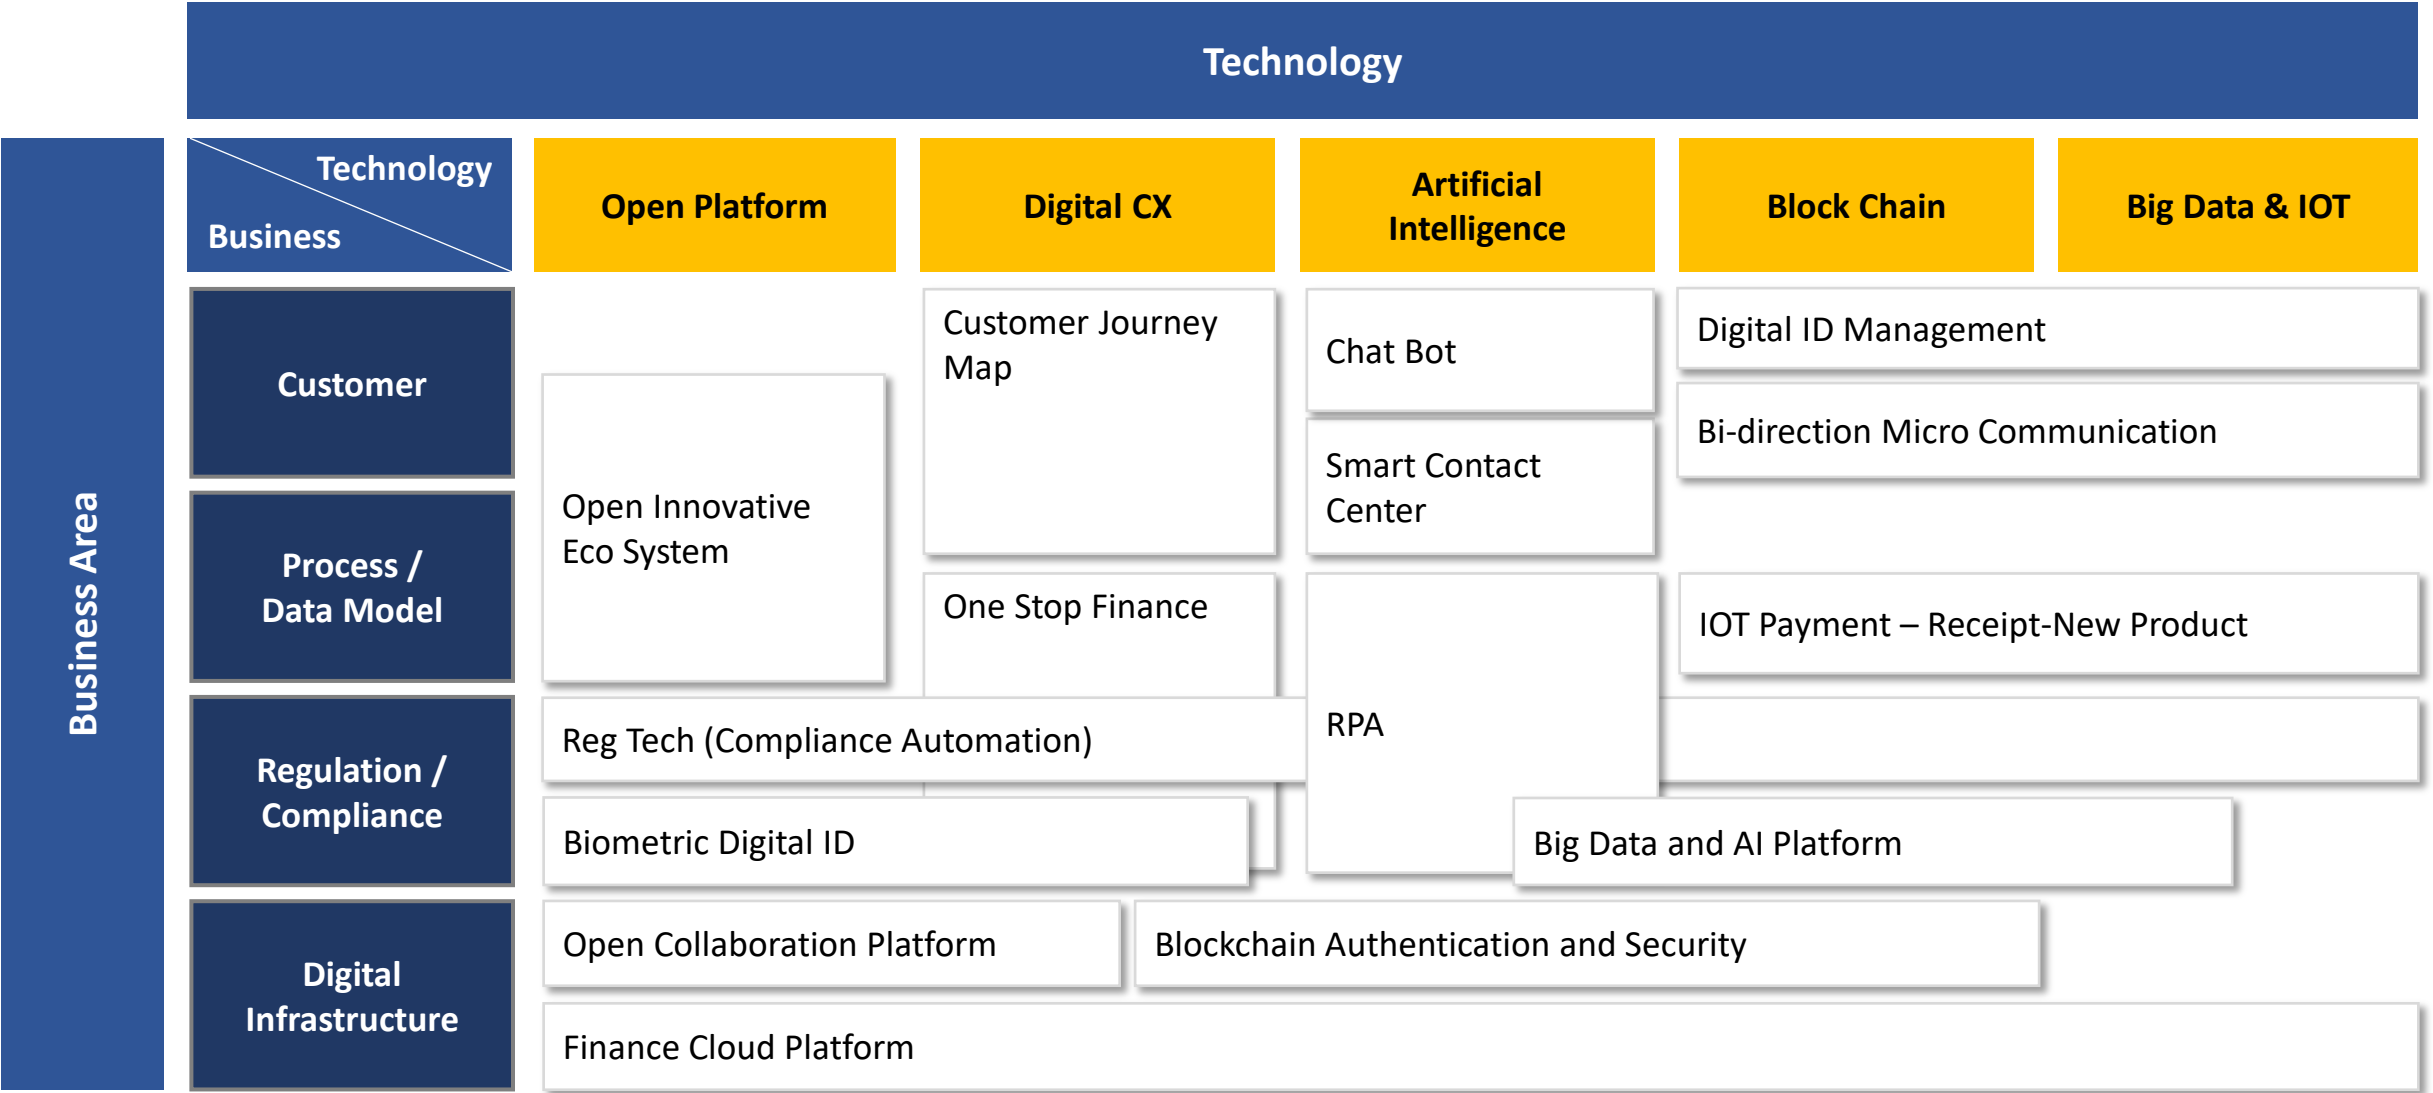 Technology
Business Area
Technology
Business
Open Platform
Digital CX
Artificial
Intelligence
Block Chain
Big Data & IOT
Customer
Process /
Data Model
Regulation /
Compliance
Digital
Infrastructure
Open Innovative
Eco System
Customer Journey
Map
One Stop Finance
Chat Bot
Smart Contact
Center
RPA
Digital ID Management
Bi-direction Micro Communication
IOT Payment – Receipt-New Product
Reg Tech (Compliance Automation)
Biometric Digital ID
Big Data and AI Platform
Open Collaboration Platform
Blockchain Authentication and Security
Finance Cloud Platform